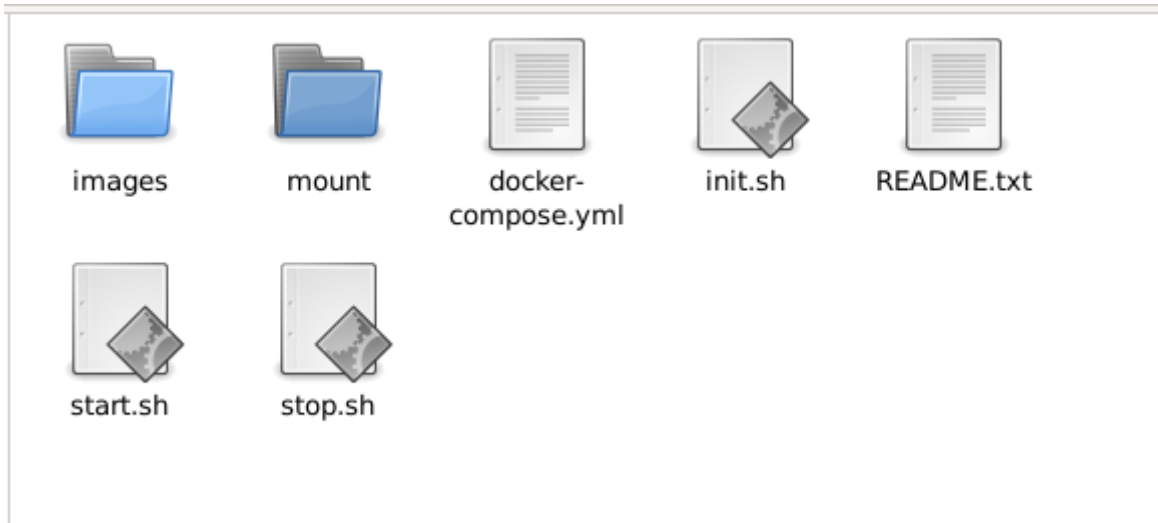 images
mount
docker-
compose.yml
init.sh
README.txt
start.sh
stop.sh